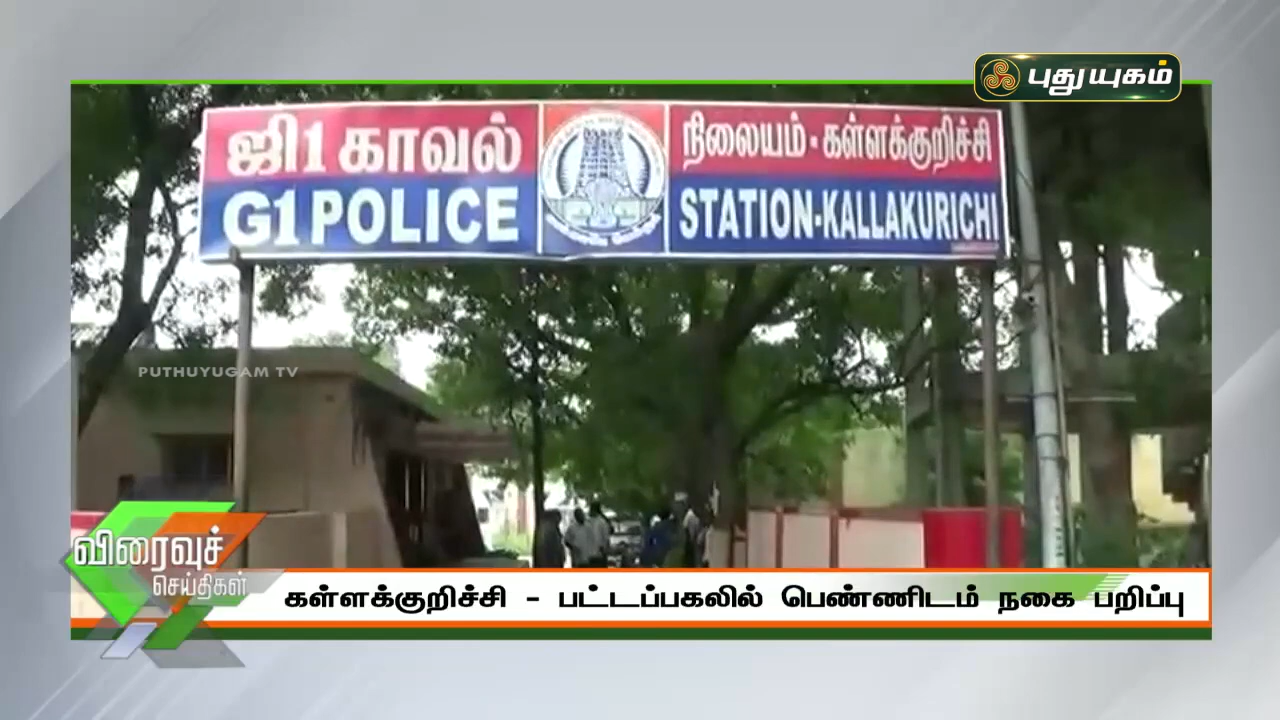 புதுயுகம்
ஜி1 காவல் நிலையம் - கள்ளக்குறிச்சி
G1 POLICE STATION-KALLAKURICHI
PUTHUYUGAM TV
விரைவுச்
செய்திகள்
கள்ளக்குறிச்சி - பட்டப்பகலில் பெண்ணிடம் நகை பறிப்பு